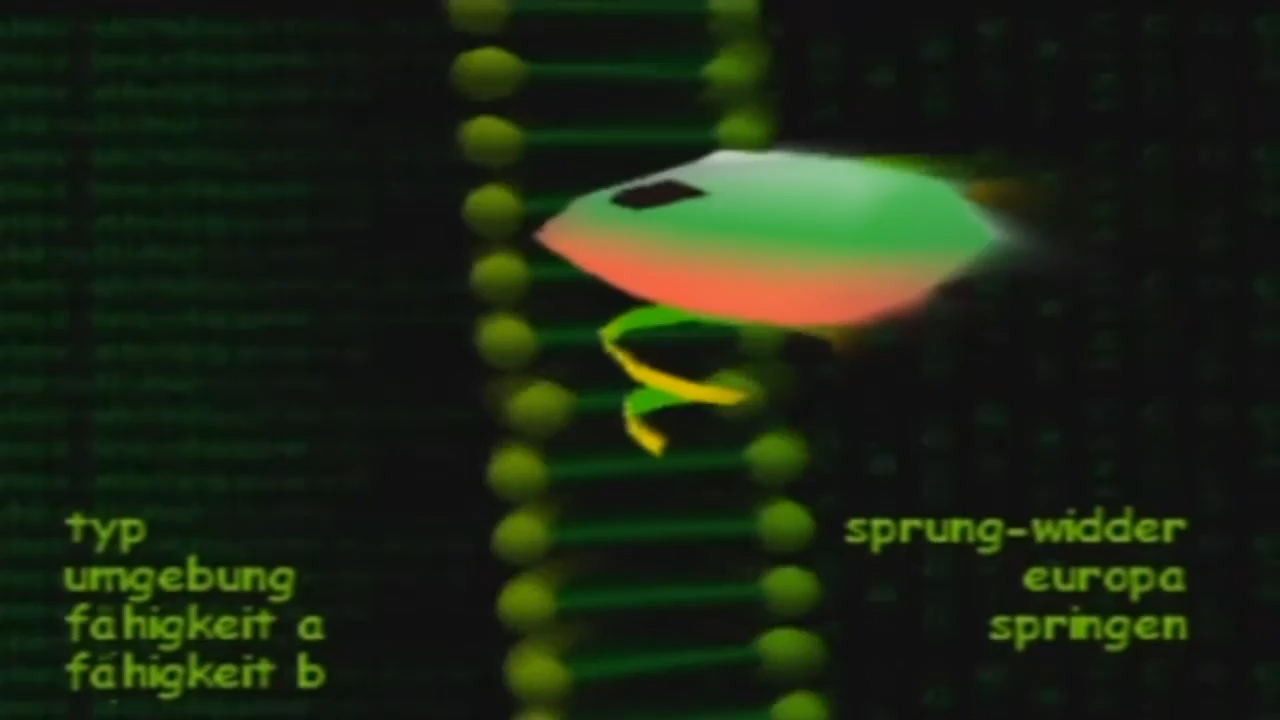 typ sprung-widder
umgebung europa
fähigkeit a springen
fähigkeit b